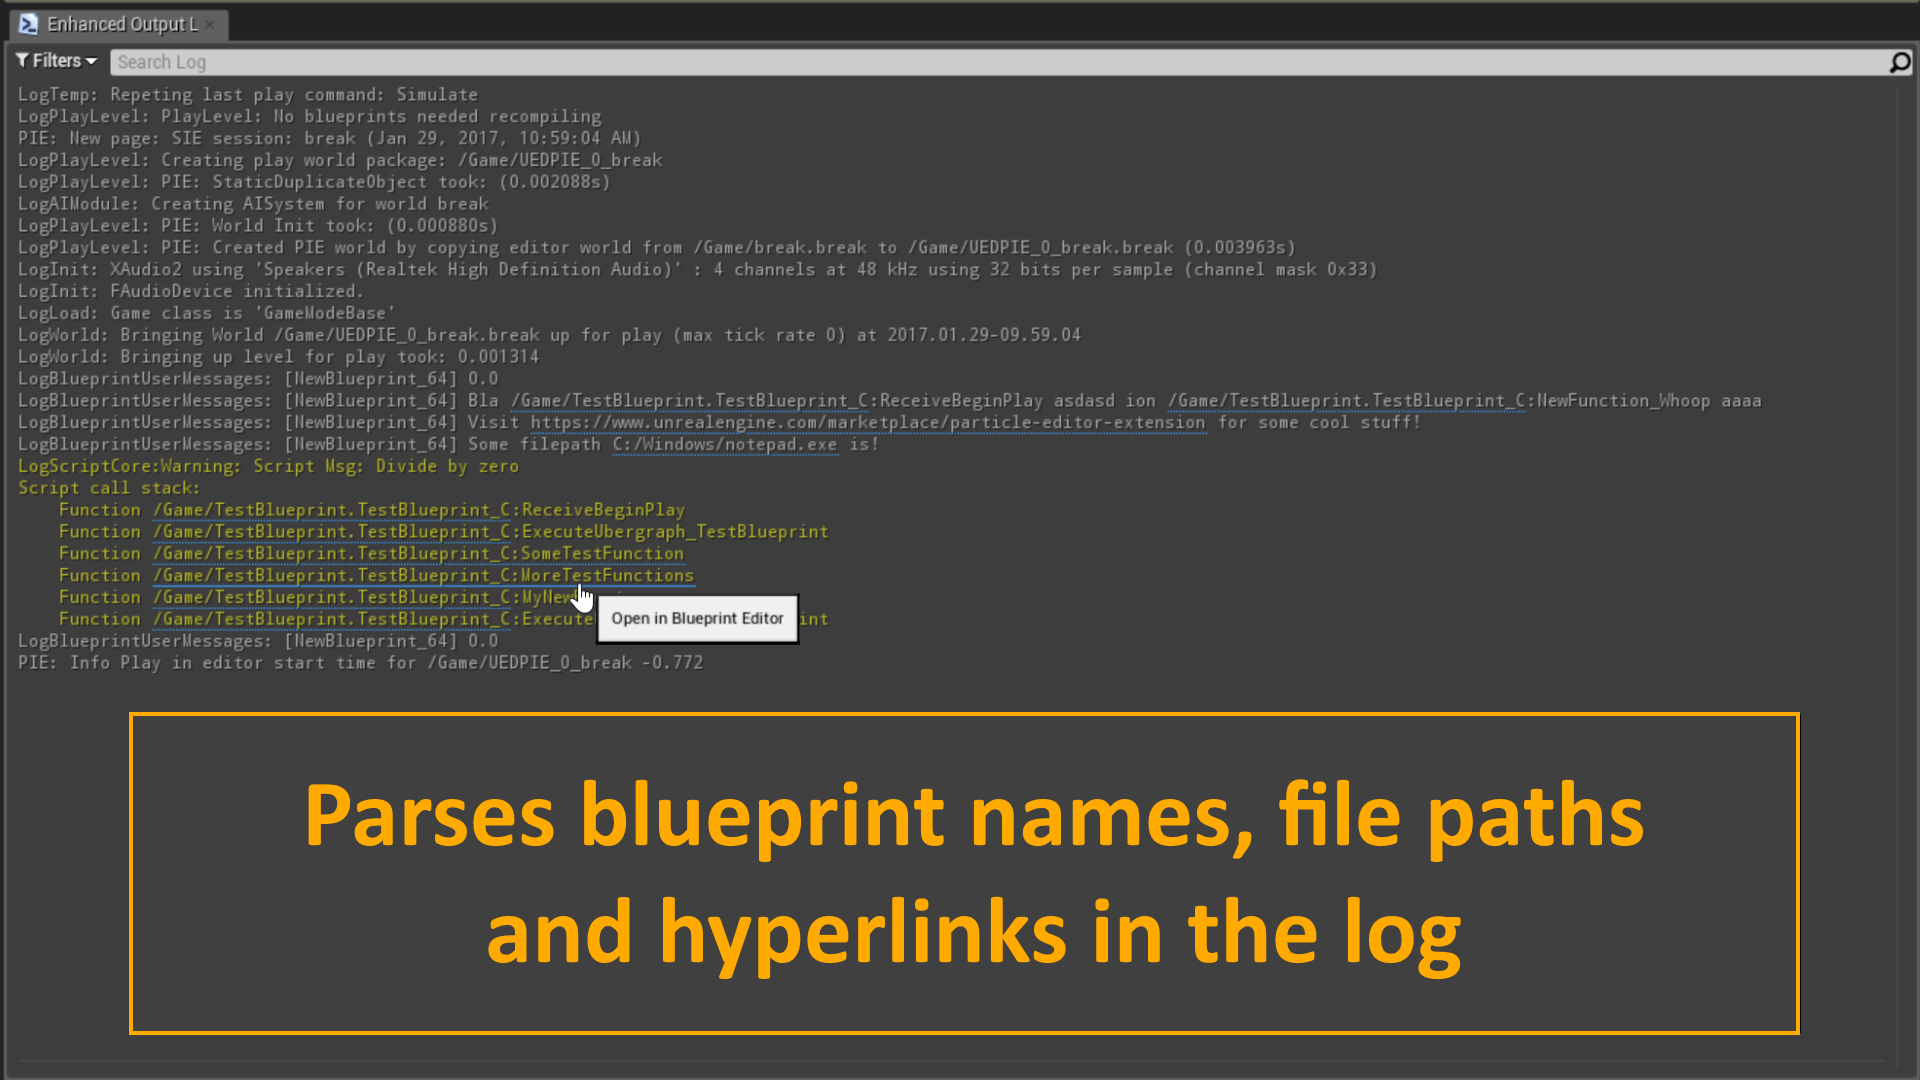 Enhanced Output L
Filters
Search Log
LogTemp: Repeting last play command: Simulate
LogPlayLevel: PlayLevel: No blueprints needed recompiling
PIE: New page: SIE session: break (Jan 29, 2017, 10:59:04 AM)
LogPlayLevel: Creating play world package: /Game/UEDPIE_0_break
LogPlayLevel: PIE: StaticDuplicateObject took: (0.002088s)
LogAIModule: Creating AISystem for world break
LogPlayLevel: PIE: World Init took: (0.000880s)
LogPlayLevel: PIE: Created PIE world by copying editor world from /Game/break.break to /Game/UEDPIE_0_break.break (0.003963s)
LogInit: XAudio2 using 'Speakers (Realtek High Definition Audio)' : 4 channels at 48 kHz using 32 bits per sample (channel mask 0x33)
LogInit: FAudioDevice initialized.
LogLoad: Game class is 'GameModeBase'
LogWorld: Bringing World /Game/UEDPIE_0_break.break up for play (max tick rate 0) at 2017.01.29-09.59.04
LogWorld: Bringing up level for play took: 0.001314
LogBlueprintUserMessages: [NewBlueprint_64] 0.0
LogBlueprintUserMessages: [NewBlueprint_64] Bla /Game/TestBlueprint.TestBlueprint_C:ReceiveBeginPlay asdasd ion /Game/TestBlueprint.TestBlueprint_C:NewFunction_Whoop aaaa
LogBlueprintUserMessages: [NewBlueprint_64] Visit https://www.unrealengine.com/marketplace/particle-editor-extension for some cool stuff!
LogBlueprintUserMessages: [NewBlueprint_64] Some filepath C:/Windows/notepad.exe is!
LogScriptCore:Warning: Script Msg: Divide by zero
Script call stack:
Function /Game/TestBlueprint.TestBlueprint_C:ReceiveBeginPlay
Function /Game/TestBlueprint.TestBlueprint_C:ExecuteUbergraph_TestBlueprint
Function /Game/TestBlueprint.TestBlueprint_C:SomeTestFunction
Function /Game/TestBlueprint.TestBlueprint_C:MoreTestFunctions
Function /Game/TestBlueprint.TestBlueprint_C:MyNew
Function /Game/TestBlueprint.TestBlueprint_C:Execute int
Open in Blueprint Editor
LogBlueprintUserMessages: [NewBlueprint_64] 0.0
PIE: Info Play in editor start time for /Game/UEDPIE_0_break -0.772
Parses blueprint names, file paths
and hyperlinks in the log